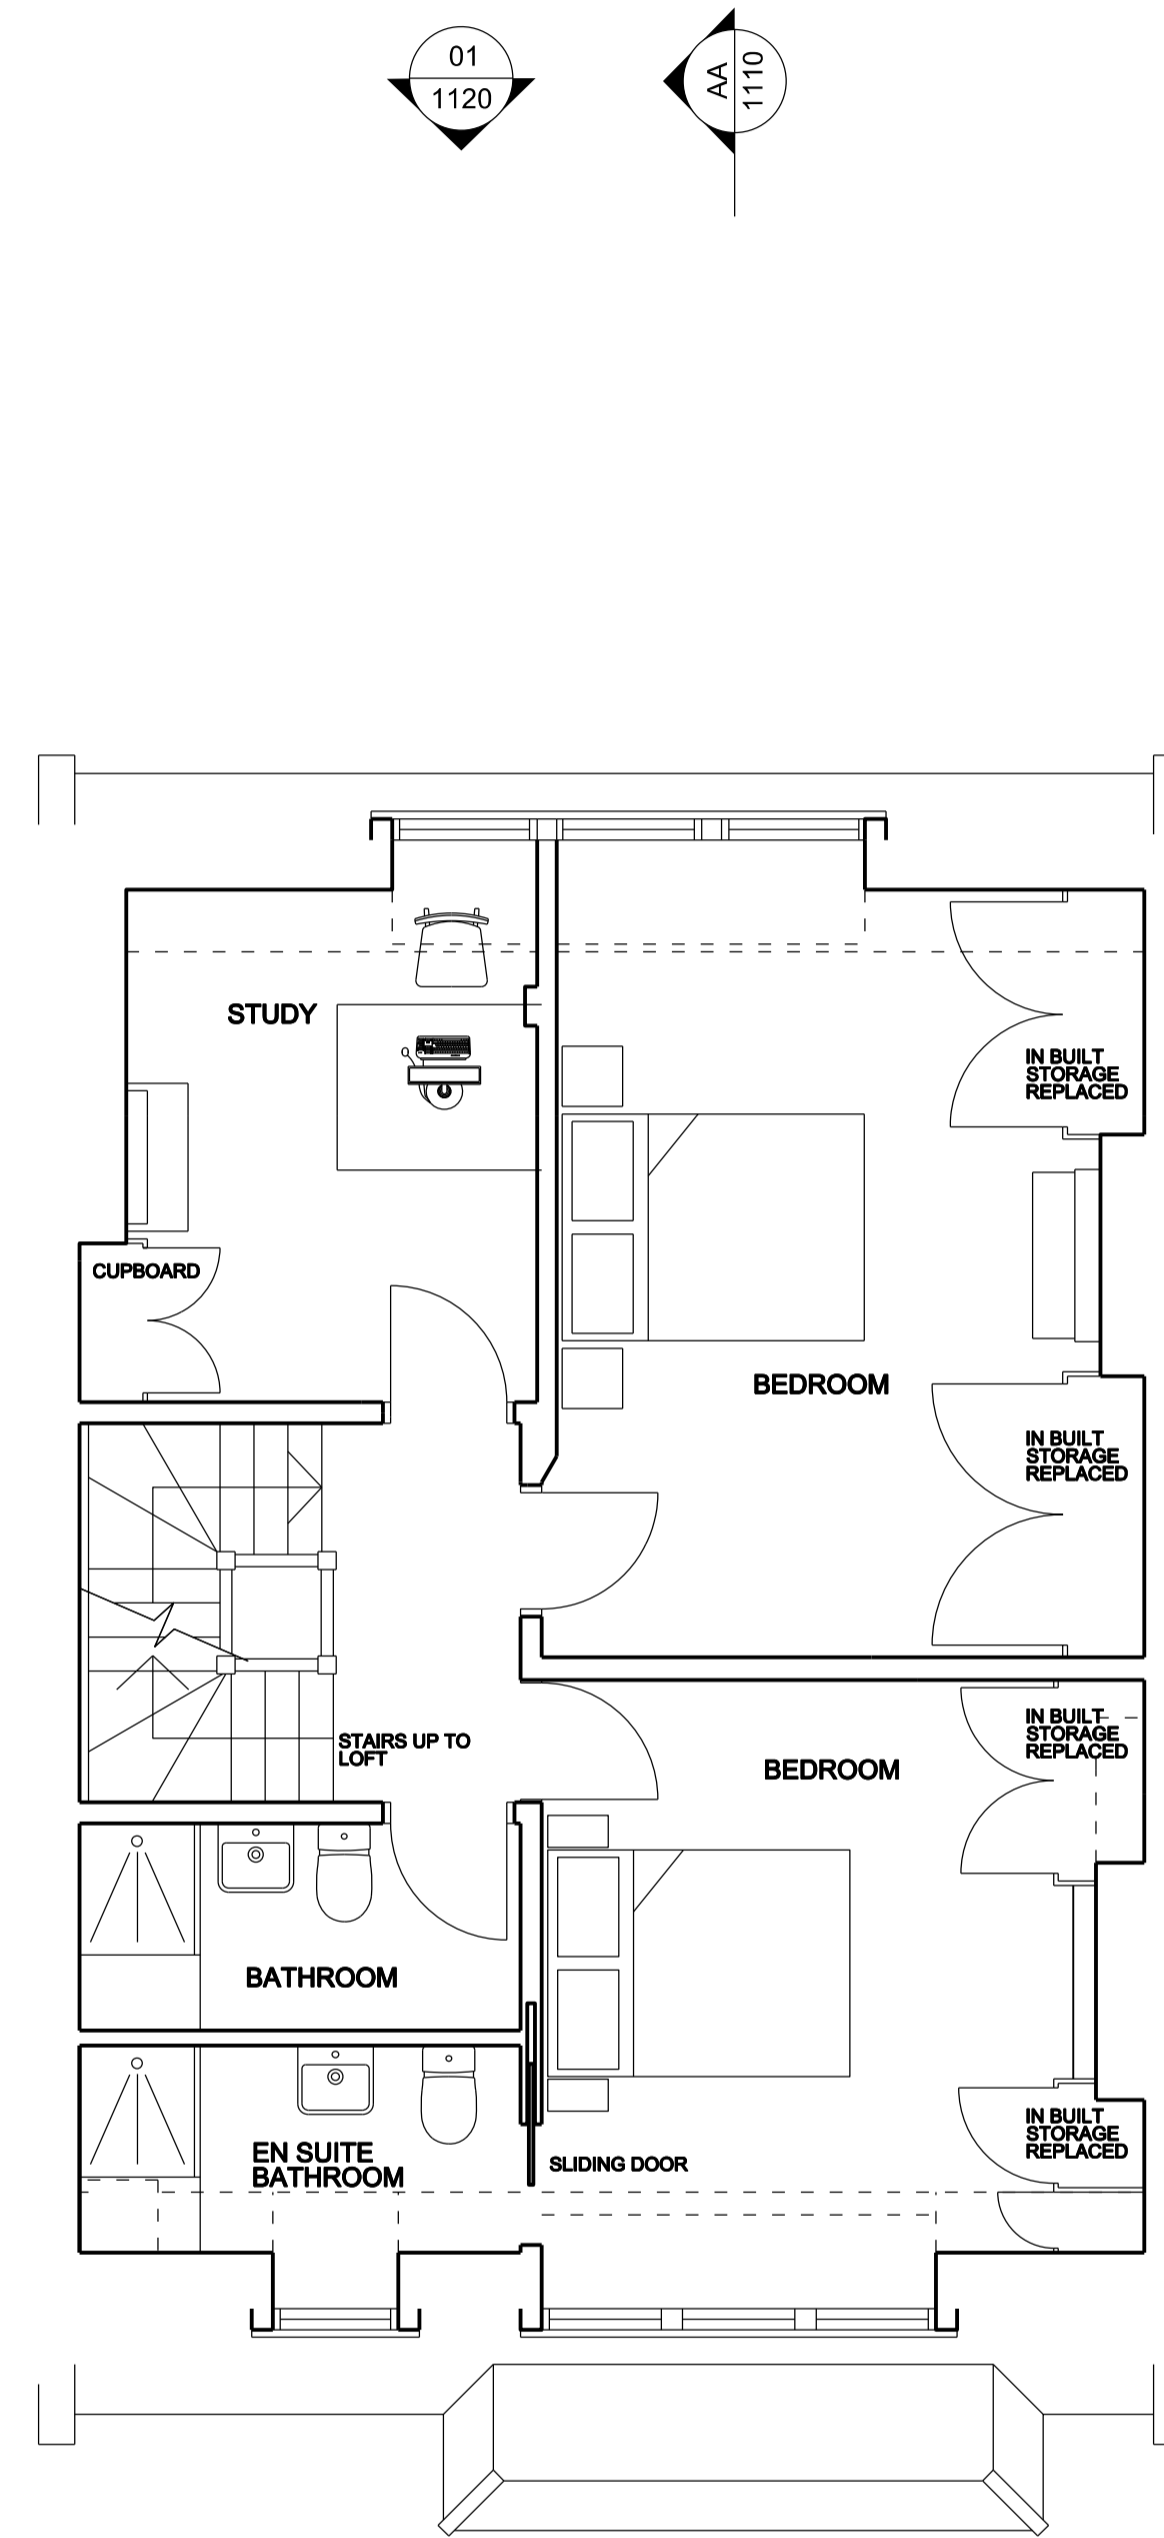 01
1120
AA
1110
STUDY
IN BUILT
STORAGE
REPLACED
CUPBOARD
BEDROOM
IN BUILT
STORAGE
REPLACED
IN BUILT
STORAGE
REPLACED
STAIRS UP TO
LOFT
BEDROOM
BATHROOM
IN BUILT
STORAGE
REPLACED
EN SUITE
BATHROOM
SLIDING DOOR